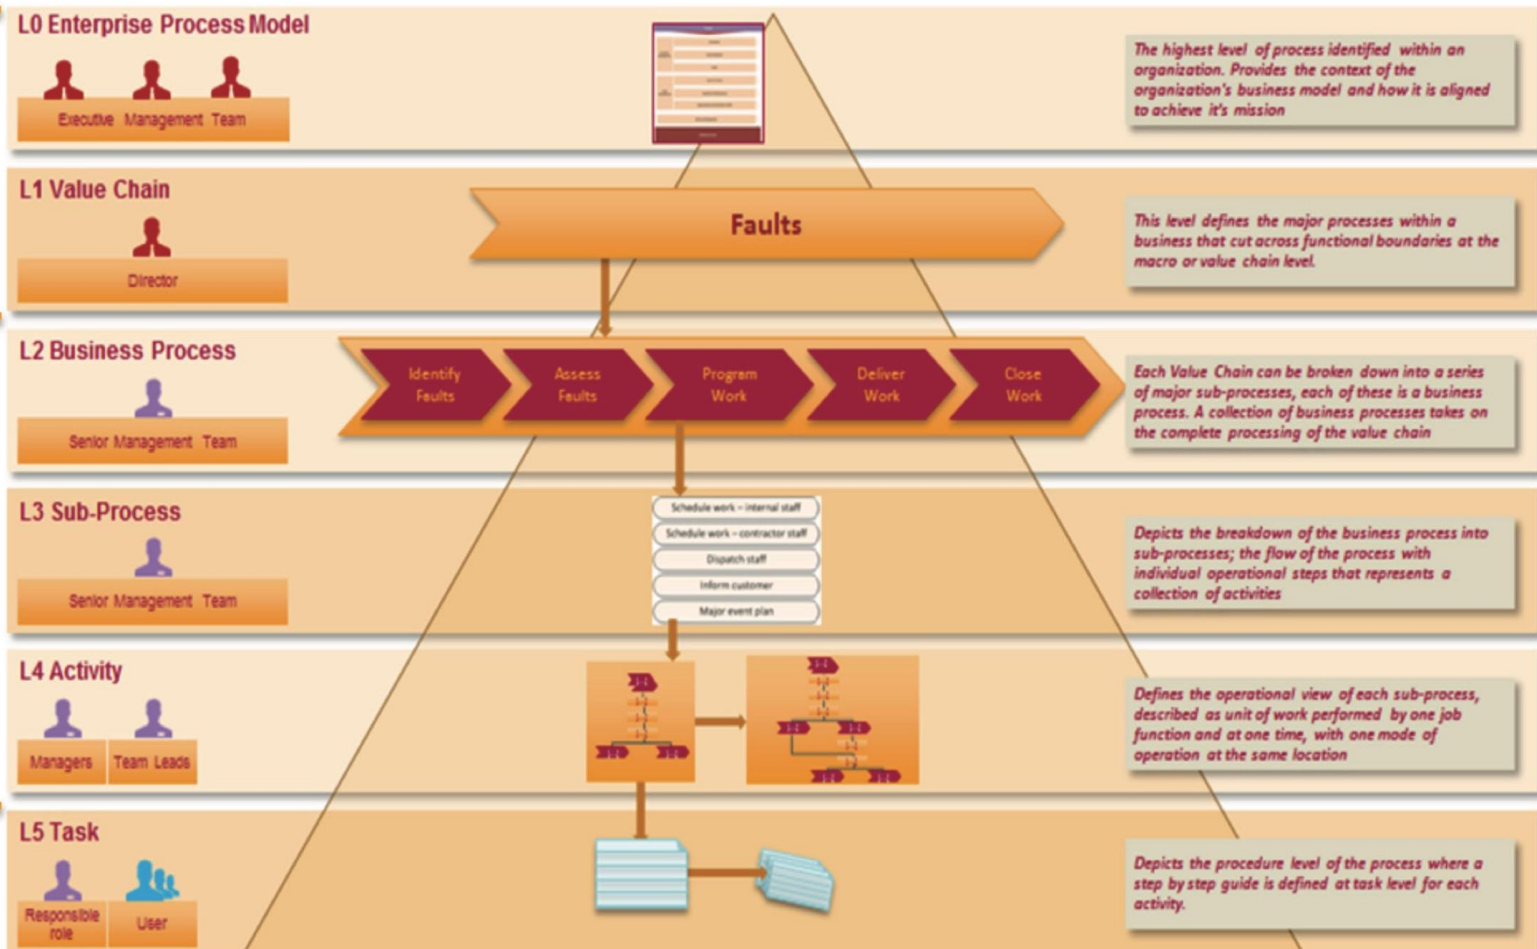 L0 Enterprise Process Model
Executive Management Team
The highest level of process identified within an
organization. Provides the context of the
organization's business model and how it is aligned
to achieve it's mission
L1 Value Chain
Director
Faults
This level defines the major processes within a
business that cut across functional boundaries at the
macro or value chain level.
L2 Business Process
Senior Management Team
Identify
Faults
Assess
Faults
Program
Work
Deliver
Work
Close
Work
Each Value Chain can be broken down into a series
of major sub-processes, each of these is a business
process. A collection of business processes takes on
the complete processing of the value chain
L3 Sub-Process
Senior Management Team
Schedule work – internal staff
Schedule work – contractor staff
Dispatch staff
Inform customer
Major event plan
Depicts the breakdown of the business process into
sub-processes; the flow of the process with
individual operational steps that represents a
collection of activities
L4 Activity
Managers
Team Leads
Defines the operational view of each sub-process,
described as unit of work performed by one job
function and at one time, with one mode of
operation at the same location
L5 Task
Responsible
role
User
Depicts the procedure level of the process where a
step by step guide is defined at task level for each
activity.